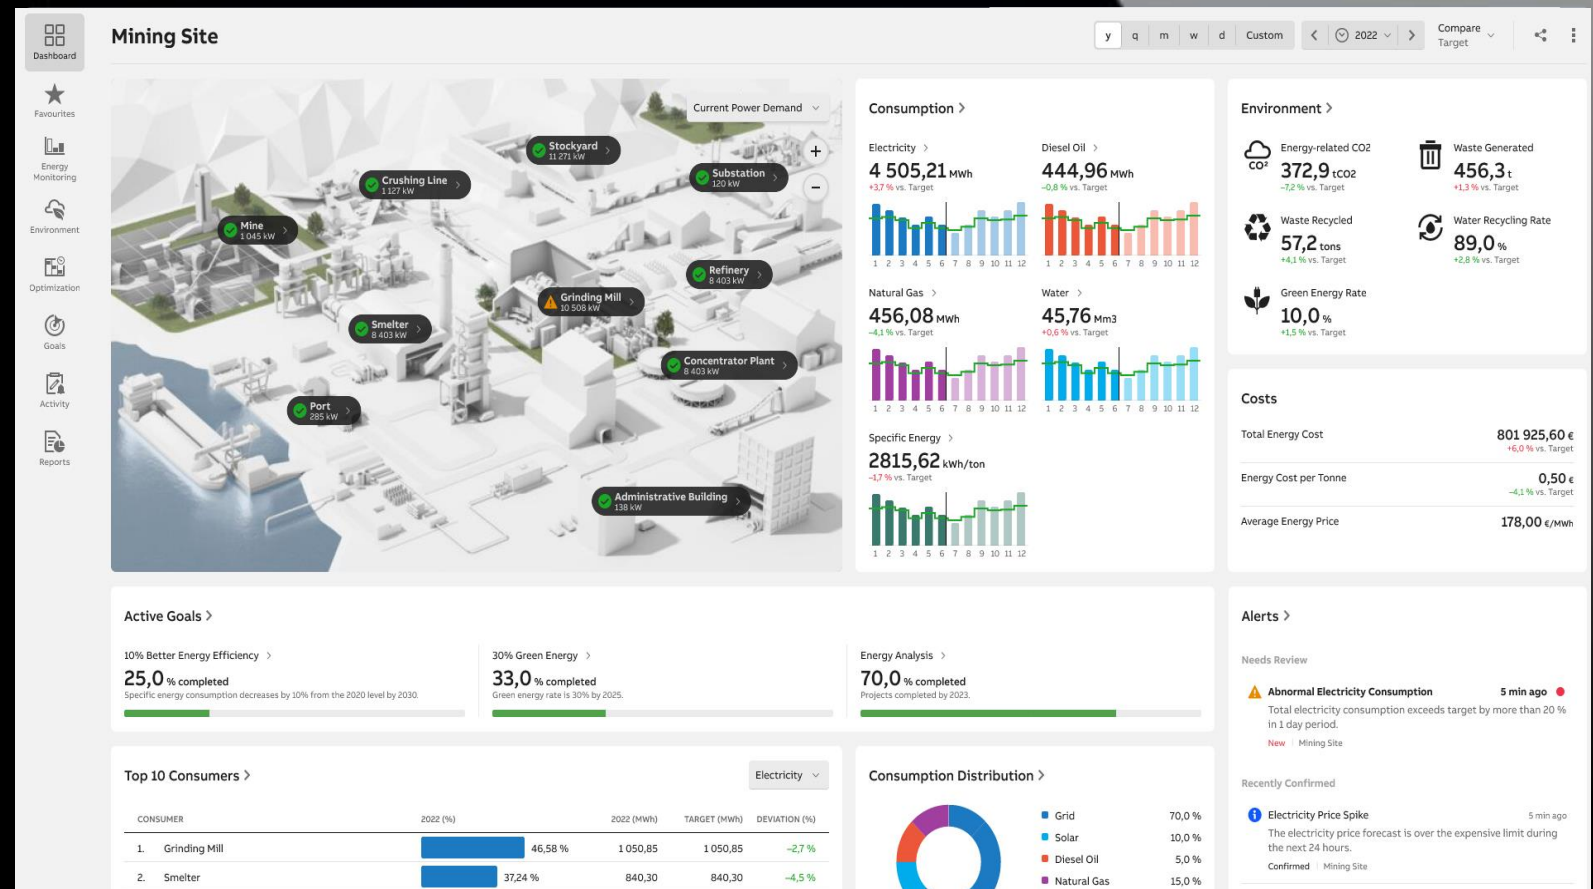 Dashboard
Favourites
Energy
Monitoring
Environment
Optimization
Goals
Activity
Reports
Mining Site
y q m w d Custom
2022
Compare
Target
Current Power Demand
+
−
Stockyard
11 271 kW
Crushing Line
1 127 kW
Substation
120 kW
Mine
1 045 kW
Refinery
8 403 kW
Grinding Mill
10 508 kW
Smelter
8 403 kW
Concentrator Plant
8 403 kW
Port
285 kW
Administrative Building
138 kW
Consumption >
Electricity >
4 505,21 MWh
+3,7 % vs. Target
1 2 3 4 5 6 7 8 9 10 11 12
Diesel Oil >
444,96 MWh
−0,8 % vs. Target
1 2 3 4 5 6 7 8 9 10 11 12
Natural Gas >
456,08 MWh
−4,1 % vs. Target
1 2 3 4 5 6 7 8 9 10 11 12
Water >
45,76 Mm3
+0,6 % vs. Target
1 2 3 4 5 6 7 8 9 10 11 12
Specific Energy >
2815,62 kWh/ton
−1,7 % vs. Target
1 2 3 4 5 6 7 8 9 10 11 12
Environment >
CO²
Energy-related CO2
372,9 tCO2
−7,2 % vs. Target
Waste Generated
456,3 t
+1,3 % vs. Target
Waste Recycled
57,2 tons
+4,1 % vs. Target
Water Recycling Rate
89,0 %
+2,8 % vs. Target
Green Energy Rate
10,0 %
+1,5 % vs. Target
Costs
Total Energy Cost 801 925,60 €
+6,0 % vs. Target
Energy Cost per Tonne 0,50 €
−4,1 % vs. Target
Average Energy Price 178,00 €/MWh
Active Goals >
10% Better Energy Efficiency >
25,0 % completed
Specific energy consumption decreases by 10% from the 2020 level by 2030.
30% Green Energy >
33,0 % completed
Green energy rate is 30% by 2025.
Energy Analysis >
70,0 % completed
Projects completed by 2023.
Alerts >
Needs Review
Abnormal Electricity Consumption 5 min ago
Total electricity consumption exceeds target by more than 20 %
in 1 day period.
New | Mining Site
Recently Confirmed
Electricity Price Spike 5 min ago
The electricity price forecast is over the expensive limit during
the next 24 hours.
Confirmed | Mining Site
Top 10 Consumers >
Electricity
CONSUMER 2022 (%) 2022 (MWh) TARGET (MWh) DEVIATION (%)
1. Grinding Mill 46,58 % 1 050,85 1 050,85 −2,7 %
2. Smelter 37,24 % 840,30 840,30 −4,5 %
Consumption Distribution >
Grid 70,0 %
Solar 10,0 %
Diesel Oil 5,0 %
Natural Gas 15,0 %